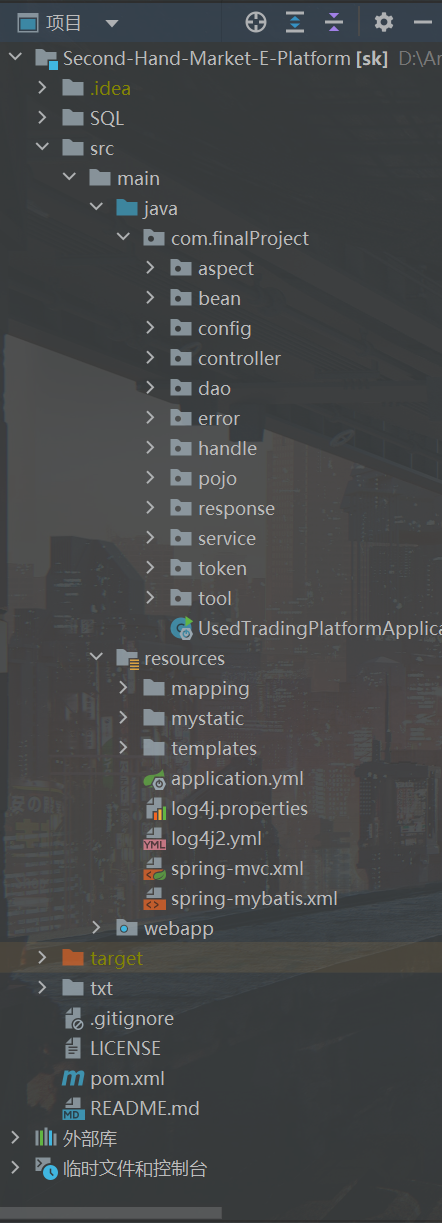 项目
Second-Hand-Market-E-Platform [sk] D:\Ar
.idea
SQL
src
main
java
com.finalProject
aspect
bean
config
controller
dao
error
handle
pojo
response
service
token
tool
UsedTradingPlatformApplica
resources
mapping
mystatic
templates
application.yml
log4j.properties
YML log4j2.yml
spring-mvc.xml
spring-mybatis.xml
webapp
target
txt
.gitignore
LICENSE
m pom.xml
MD README.md
外部库
临时文件和控制台